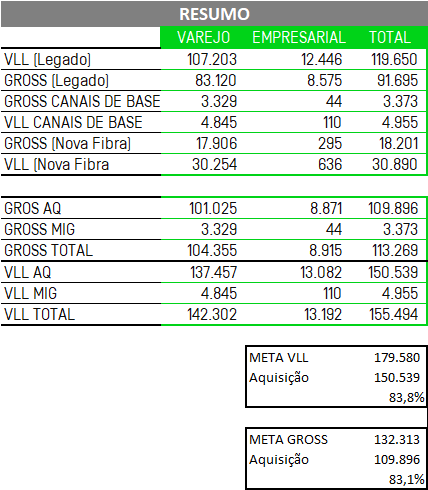 RESUMO
VAREJO EMPRESARIAL TOTAL
VLL (Legado) 107.203 12.446 119.650
GROSS (Legado) 83.120 8.575 91.695
GROSS CANAIS DE BASE 3.329 44 3.373
VLL CANAIS DE BASE 4.845 110 4.955
GROSS (Nova Fibra) 17.906 295 18.201
VLL (Nova Fibra 30.254 636 30.890
GROS AQ 101.025 8.871 109.896
GROSS MIG 3.329 44 3.373
GROSS TOTAL 104.355 8.915 113.269
VLL AQ 137.457 13.082 150.539
VLL MIG 4.845 110 4.955
VLL TOTAL 142.302 13.192 155.494
META VLL 179.580
Aquisição 150.539
83,8%
META GROSS 132.313
Aquisição 109.896
83,1%